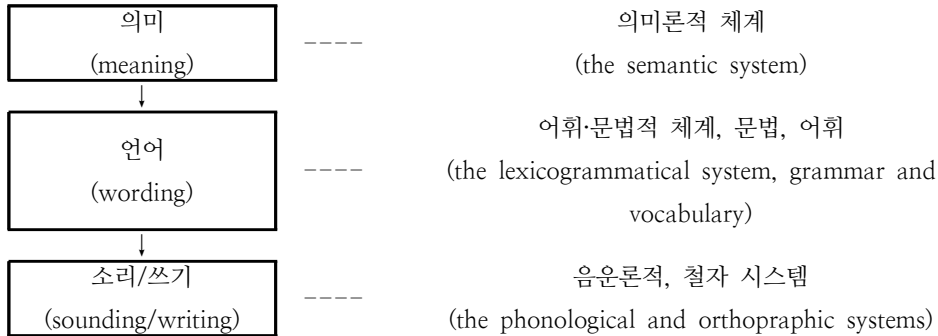 의미
(meaning)
----
의미론적 체계
(the semantic system)
언어
(wording)
----
어휘·문법적 체계, 문법, 어휘
(the lexicogrammatical system, grammar and
vocabulary)
소리/쓰기
(sounding/writing)
----
음운론적, 철자 시스템
(the phonological and orthopraphic systems)